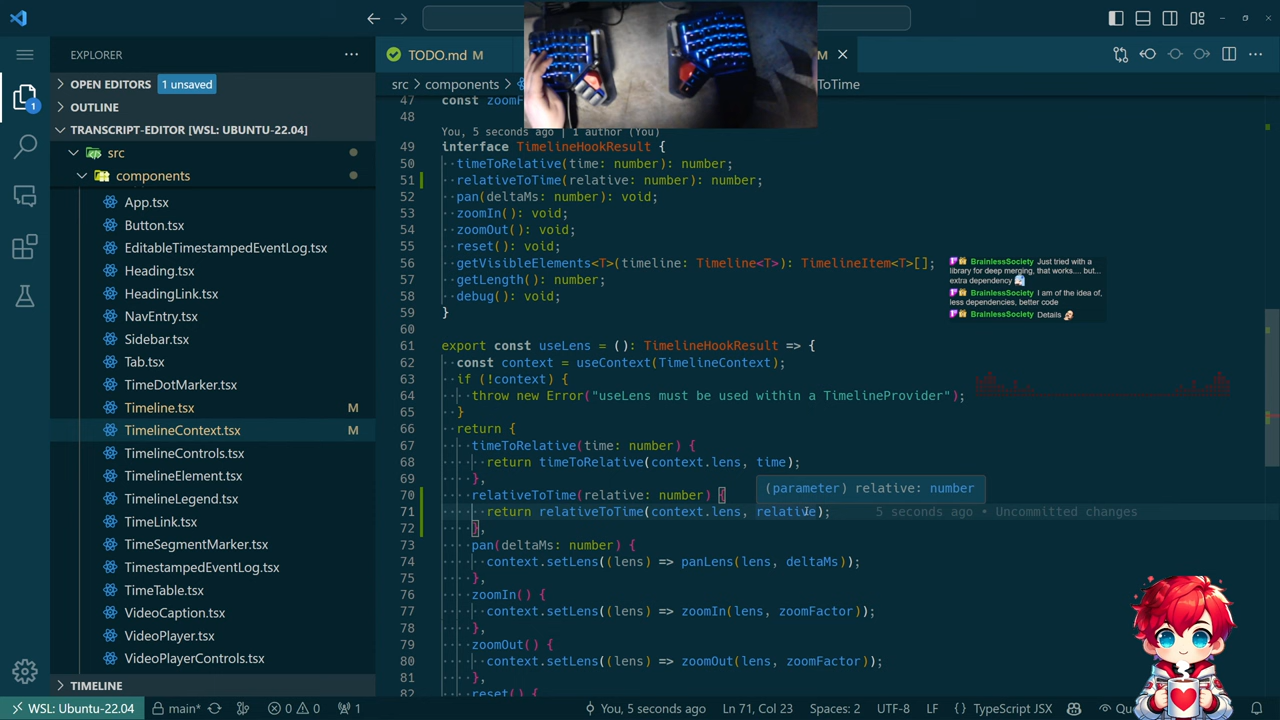 EXPLORER
OPEN EDITORS 1 unsaved
OUTLINE
TRANSCRIPT-EDITOR [WSL: UBUNTU-22.04]
src
components
App.tsx
Button.tsx
EditableTimestampedEventLog.tsx
Heading.tsx
HeadingLink.tsx
NavEntry.tsx
Sidebar.tsx
Tab.tsx
TimeDotMarker.tsx
Timeline.tsx M
TimelineContext.tsx M
TimelineControls.tsx
TimelineElement.tsx
TimelineLegend.tsx
TimeLink.tsx
TimeSegmentMarker.tsx
TimestampedEventLog.tsx
TimeTable.tsx
VideoCaption.tsx
VideoPlayer.tsx
VideoPlayerControls.tsx
TIMELINE
1
TODO.md M
M
src > components > ToTime
47 const zoomF
48
You, 5 seconds ago | 1 author (You)
49 interface TimelineHookResult {
50 timeToRelative(time: number): number;
51 relativeToTime(relative: number): number;
52 pan(deltaMs: number): void;
53 zoomIn(): void;
54 zoomOut(): void;
55 reset(): void;
56 getVisibleElements<T>(timeline: Timeline<T>): TimelineItem<T>[];
57 getLength(): number;
58 debug(): void;
59 }
60
61 export const useLens = (): TimelineHookResult => {
62 const context = useContext(TimelineContext);
63 if (!context) {
64 throw new Error("useLens must be used within a TimelineProvider");
65 }
66 return {
67 timeToRelative(time: number) {
68 return timeToRelative(context.lens, time);
69 },
70 relativeToTime(relative: number) {
71 return relativeToTime(context.lens, relative); 5 seconds ago • Uncommitted changes
72 },
73 pan(deltaMs: number) {
74 context.setLens((lens) => panLens(lens, deltaMs));
75 },
76 zoomIn() {
77 context.setLens((lens) => zoomIn(lens, zoomFactor));
78 },
79 zoomOut() {
80 context.setLens((lens) => zoomOut(lens, zoomFactor));
81 },
82 reset() {
(parameter) relative: number
BrainlessSociety Just tried with a
library for deep merging, that works.... but...
extra dependency
BrainlessSociety I am of the idea of,
less dependencies, better code
BrainlessSociety Details
WSL: Ubuntu-22.04 main* 0 0 1 You, 5 seconds ago Ln 71, Col 23 Spaces: 2 UTF-8 LF {} TypeScript JSX Qu